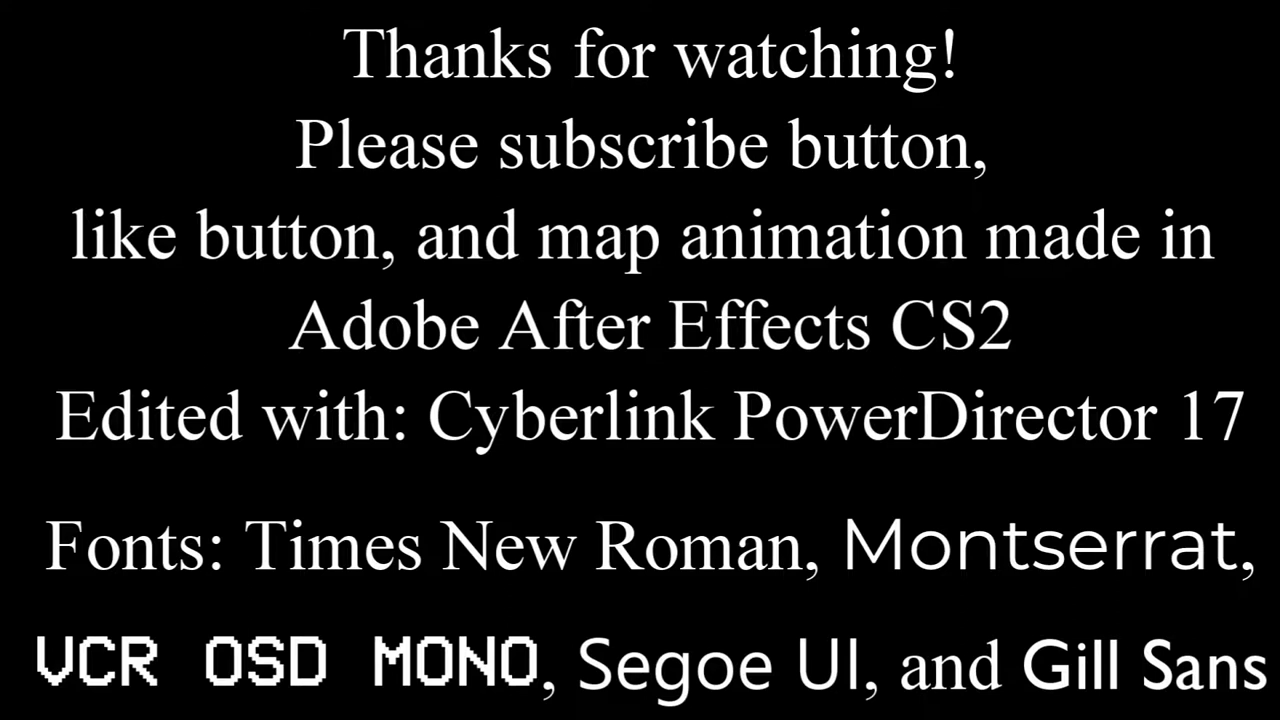 Thanks for watching!
Please subscribe button,
like button, and map animation made in
Adobe After Effects CS2
Edited with: Cyberlink PowerDirector 17
Fonts: Times New Roman, Montserrat,
VCR OSD MONO, Segoe UI, and Gill Sans